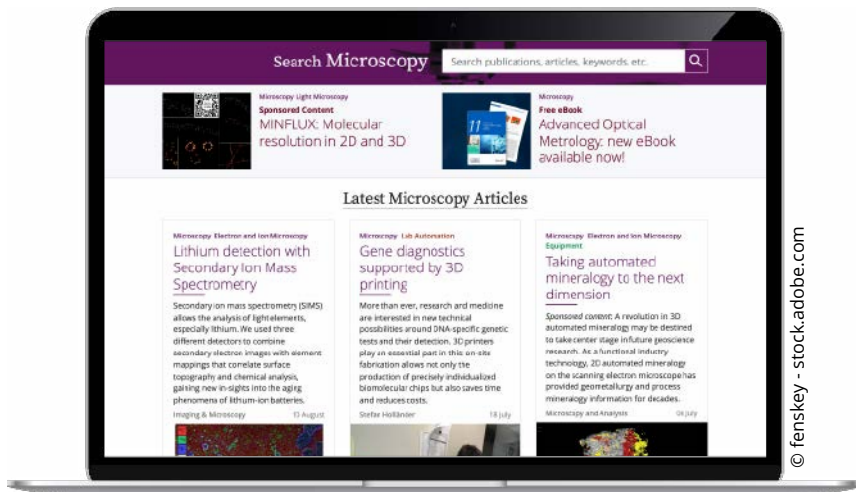 Search Microscopy
Search publications, articles, keywords, etc.
Microscopy Light Microscopy
Sponsored Content
MINFLUX: Molecular
resolution in 2D and 3D
11
Microscopy
Free eBook
Advanced Optical
Metrology: new eBook
available now!
Latest Microscopy Articles
Microscopy Electron and Ion Microscopy
Lithium detection with
Secondary Ion Mass
Spectrometry
Secondary ion mass spectrometry (SIMS)
allows the analysis of light elements,
especially lithium. We used three
different detectors to combine
secondary electron images with element
mappings that correlate surface
topography and chemical analysis,
gaining new in-sights into the aging
phenomena of lithium-ion batteries.
Imaging & Microscopy
August
Microscopy Lab Automation
Gene diagnostics
supported by 3D
printing
More than ever, research and medicine
are interested in new technical
possibilities around DNA-specific genetic
tests and their detection. 3D printers
play an essential part in this on-site
fabrication allows not only the
production of precisely individualized
biomolecular chips but also saves time
and reduces costs.
Stefar Holländer
18 July
Microscopy Electron and Ion Microscopy
Equipment
Taking automated
mineralogy to the next
dimension
Sponsored content: A revolution in 3D
automated mineralogy may be destined
to take center stage in future geoscience
research. As a functional industry
technology, 2D automated mineralogy
on the scanning electron microscope has
provided geometallurgy and process
mineralogy information for decades.
Microscopy and Analysis
July
© fenskey - stock.adobe.com